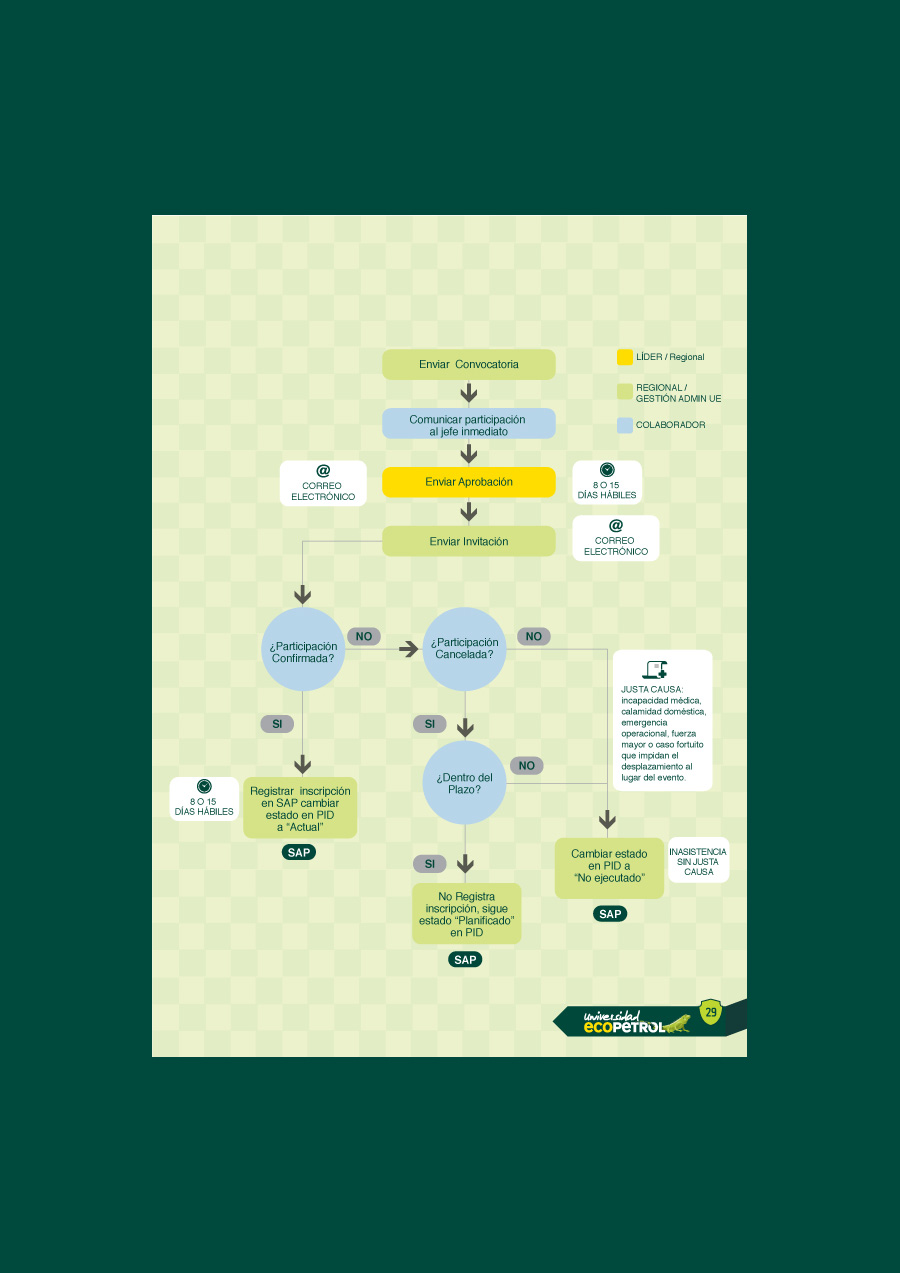 Enviar Convocatoria
LÍDER / Regional
REGIONAL /
GESTIÓN ADMIN UE
COLABORADOR
Comunicar participación
al jefe inmediato
@
CORREO
ELECTRÓNICO
Enviar Aprobación
8 O 15
DÍAS HÁBILES
Enviar Invitación
@
CORREO
ELECTRÓNICO
¿Participación
Confirmada?
NO
¿Participación
Cancelada?
NO
JUSTA CAUSA:
incapacidad médica,
calamidad doméstica,
emergencia
operacional, fuerza
mayor o caso fortuito
que impidan el
desplazamiento al
lugar del evento.
SI
SI
¿Dentro del
Plazo?
NO
8 O 15
DÍAS HÁBILES
Registrar inscripción
en SAP cambiar
estado en PID
a “Actual”
SAP
SI
Cambiar estado
en PID a
“No ejecutado”
INASISTENCIA
SIN JUSTA
CAUSA
SAP
No Registra
inscripción, sigue
estado “Planificado”
en PID
SAP
universidad
ecopetrol
29